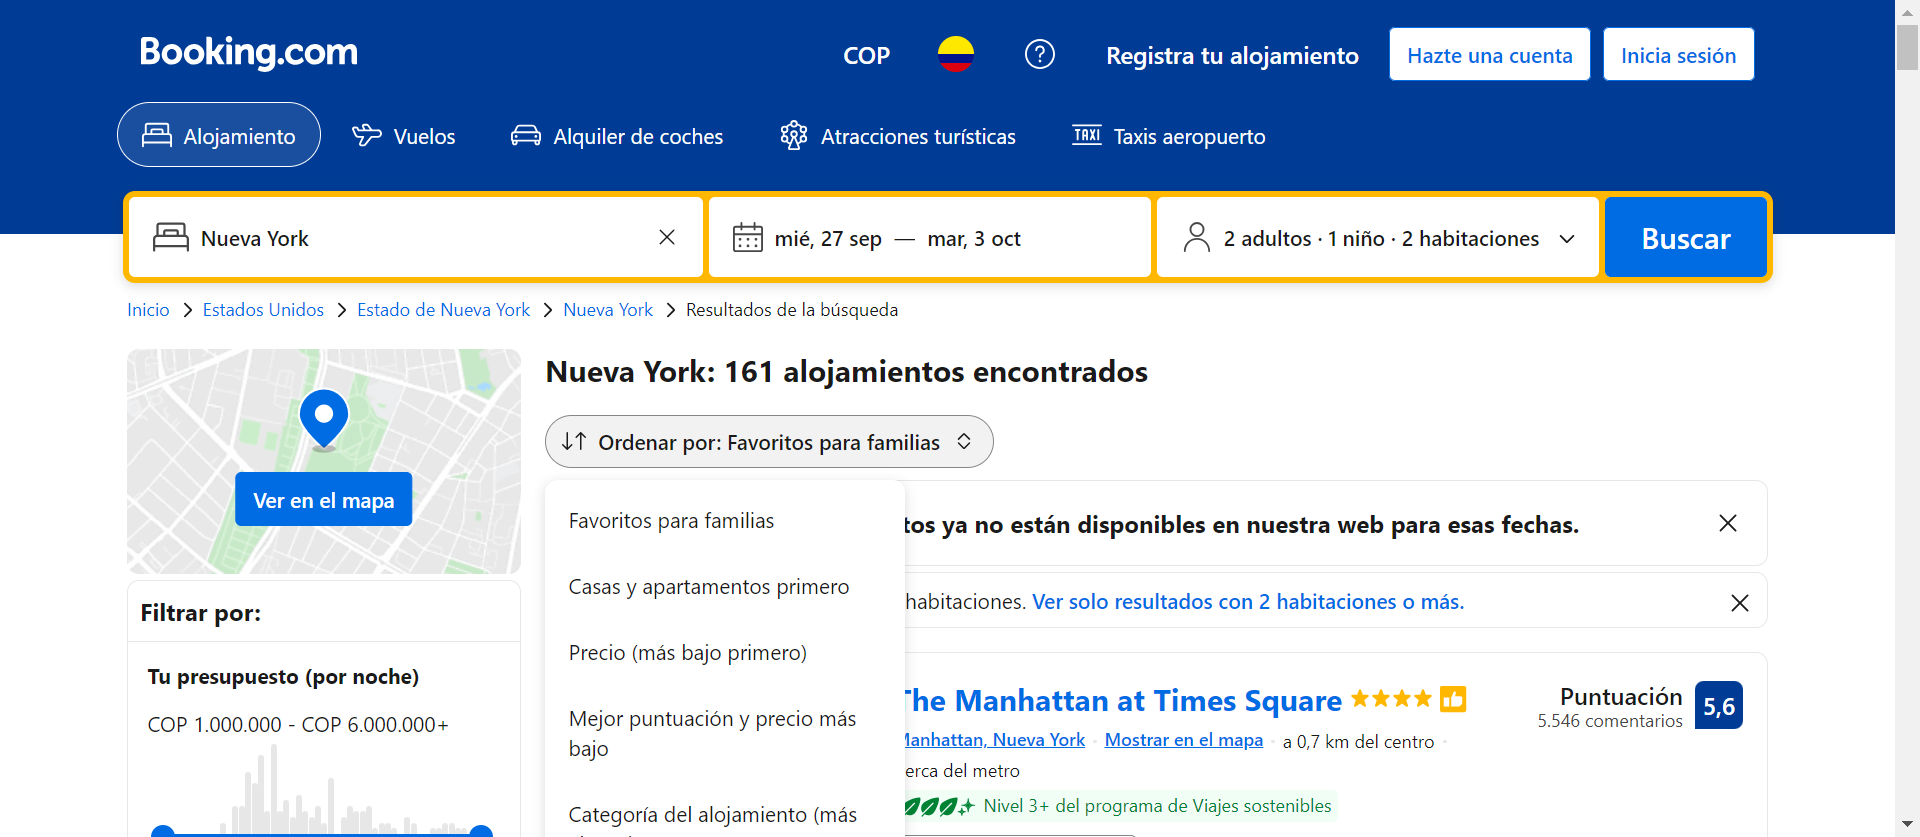 Booking.com
COP
Registra tu alojamiento
Hazte una cuenta
Inicia sesión
Alojamiento
Vuelos
Alquiler de coches
Atracciones turísticas
TAXI
Taxis aeropuerto
Nueva York
mié, 27 sep — mar, 3 oct
2 adultos · 1 niño · 2 habitaciones
Buscar
Inicio
Estados Unidos
Estado de Nueva York
Nueva York
Resultados de la búsqueda
Ver en el mapa
Filtrar por:
Tu presupuesto (por noche)
COP 1.000.000 - COP 6.000.000+
Nueva York: 161 alojamientos encontrados
Ordenar por: Favoritos para familias
Favoritos para familias
Casas y apartamentos primero
Precio (más bajo primero)
Mejor puntuación y precio más
bajo
Categoría del alojamiento (más
ya no están disponibles en nuestra web para esas fechas.
habitaciones. Ver solo resultados con 2 habitaciones o más.
The Manhattan at Times Square
Manhattan, Nueva York
Mostrar en el mapa
a 0,7 km del centro
del metro
Nivel 3+ del programa de Viajes sostenibles
Puntuación
5.546 comentarios
5,6